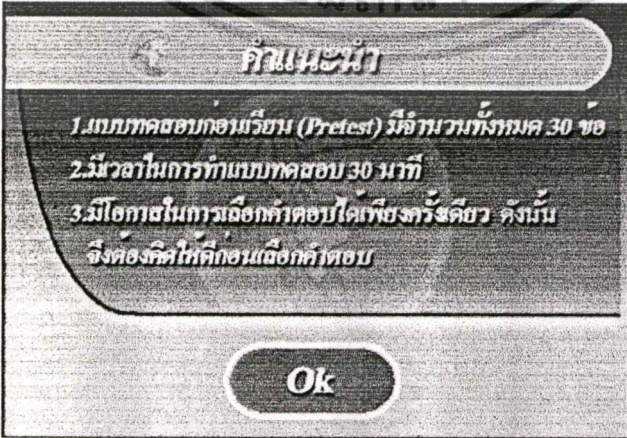 คำแนะนำ
1.แบบทดสอบก่อนเรียน (Pretest) มีจำนวนทั้งหมด 30 ข้อ
2.มีเวลาในการทำแบบทดสอบ 30 นาที
3.มีโอกาสในการเลือกคำตอบได้เพียงครั้งเดียว ดังนั้น
จึงต้องคิดให้ดีก่อนเลือกคำตอบ
Ok